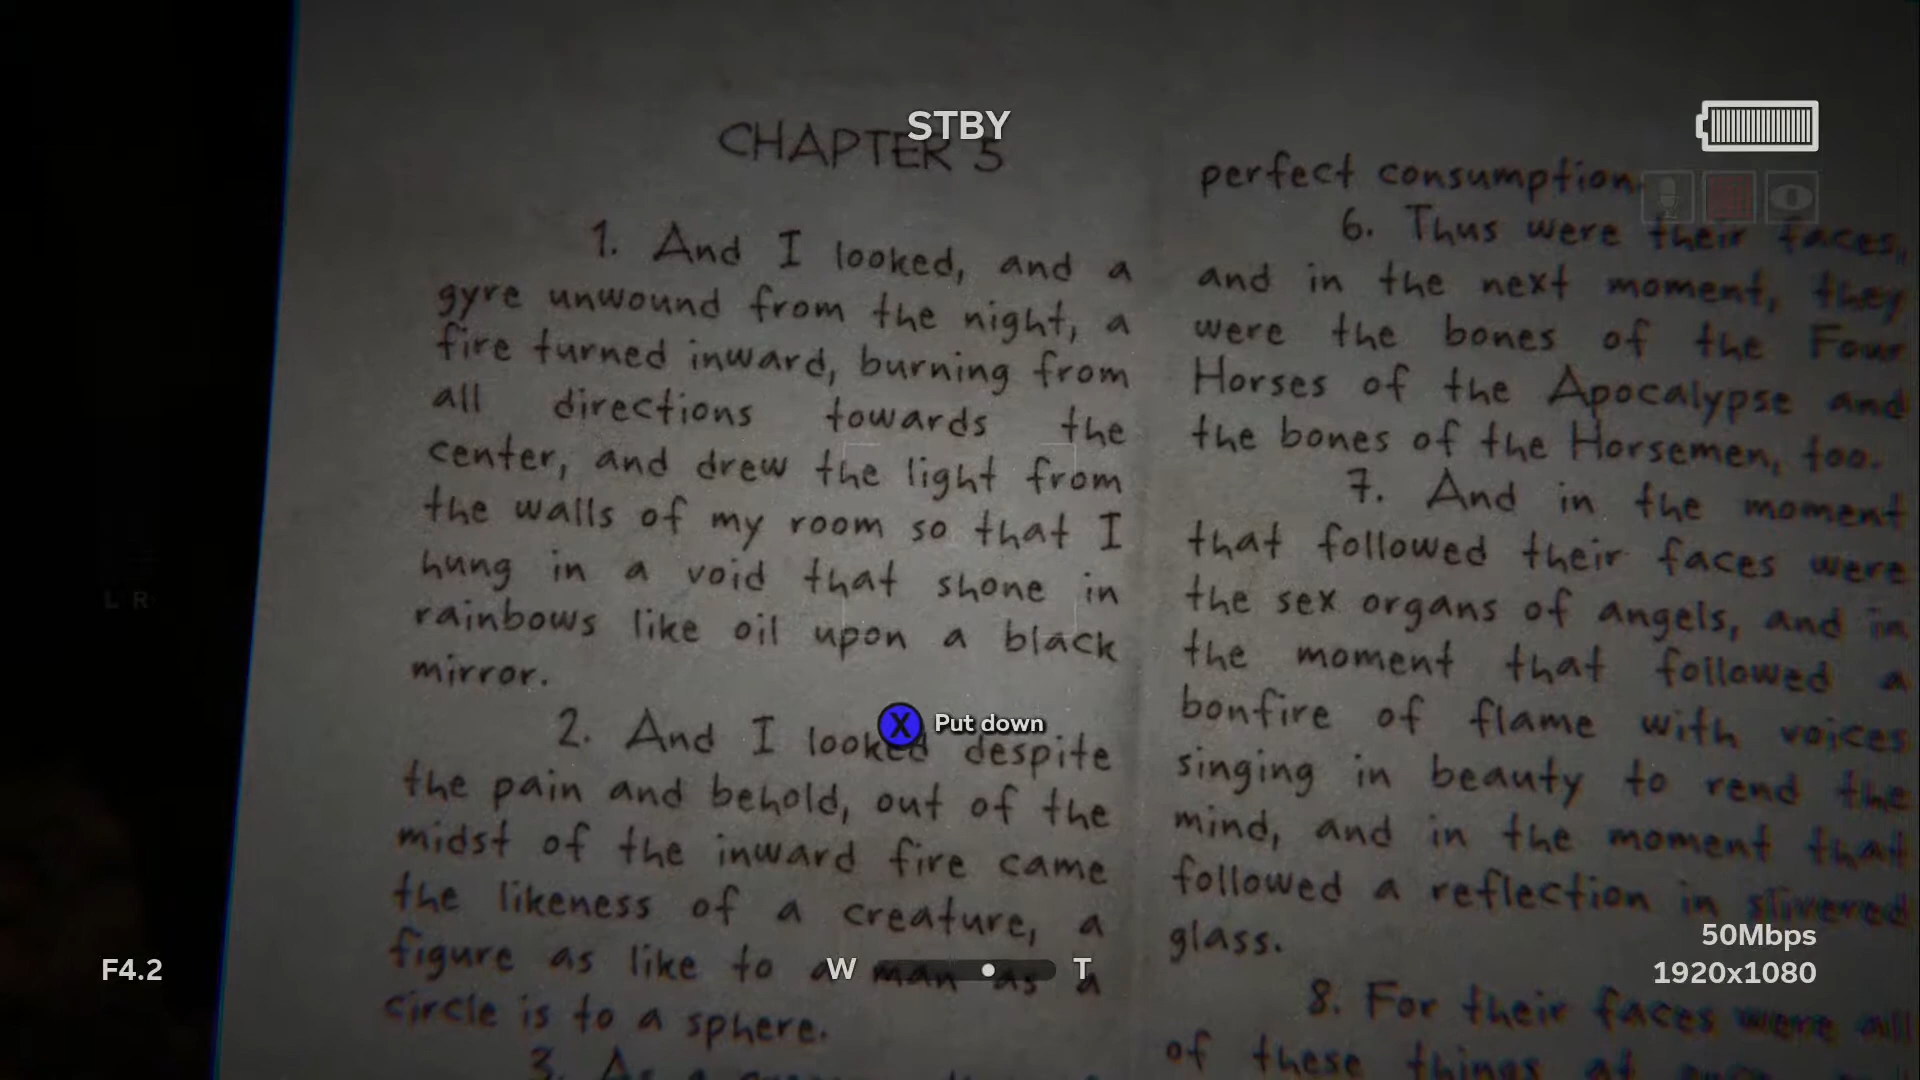 STBY
CHAPTER 5
1. And I looked, and a
gyre unwound from the night, a
fire turned inward, burning from
all directions towards the
center, and drew the light from
the walls of my room so that I
hung in a void that shone in
rainbows like oil upon a black
mirror.
2. And I looked despite
the pain and behold, out of the
midst of the inward fire came
the likeness of a creature, a
figure as like to a man as a
circle is to a sphere.
3. As a
perfect consumption.
6. Thus were their faces,
and in the next moment, they
were the bones of the Four
Horses of the Apocalypse and
the bones of the Horsemen, too.
7. And in the moment
that followed their faces were
the sex organs of angels, and in
the moment that followed a
bonfire of flame with voices
singing in beauty to rend the
mind, and in the moment that
followed a reflection in slivered
glass.
8. For their faces were all
of these things at
X Put down
L R
F4.2
W T
50Mbps
1920x1080